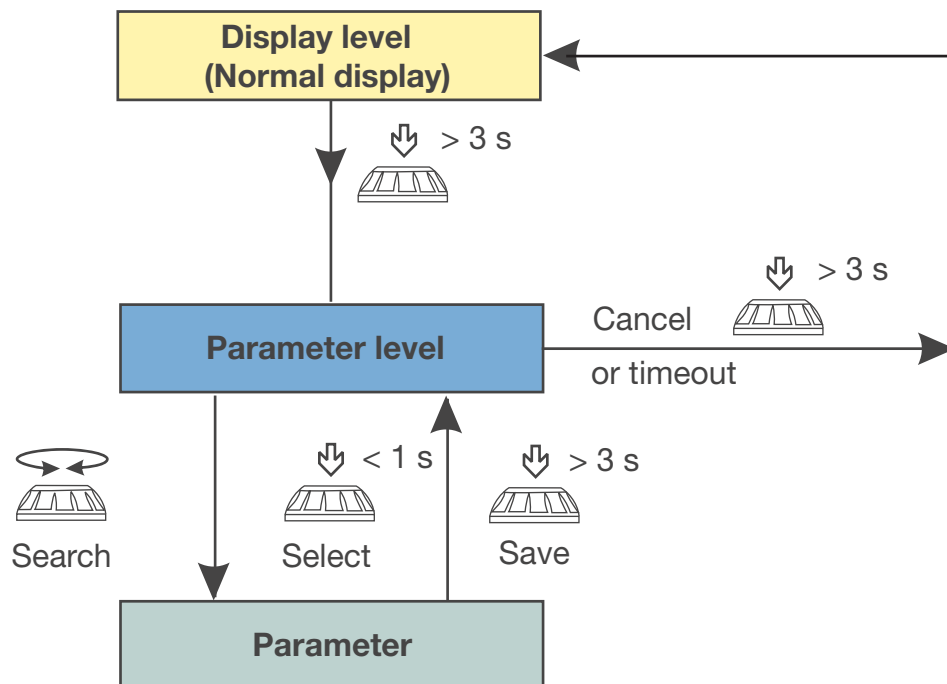 Display level
(Normal display)
> 3 s
> 3 s
Parameter level
Cancel
or timeout
< 1 s
> 3 s
Search
Select
Save
Parameter